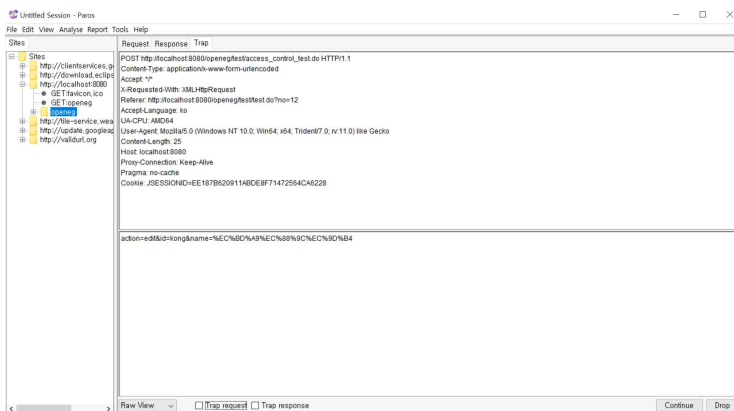 Untitled Session - Paros
File Edit View Analyse Report Tools Help
Sites
Sites
http://clientservices,g
http://download,eclips
http://localhost:8080
GET:favicon,ico
GET:openeg
openeg
http://tile-service,wea
http://update,googleap
http://validurl,org
Request Response Trap
POST http://localhost:8080/openeg/test/access_control_test.do HTTP/1.1
Content-Type: application/x-www-form-urlencoded
Accept: */*
X-Requested-With: XMLHttpRequest
Referer: http://localhost:8080/openeg/test/test.do?no=12
Accept-Language: ko
UA-CPU: AMD64
User-Agent: Mozilla/5.0 (Windows NT 10.0; Win64; x64; Trident/7.0; rv:11.0) like Gecko
Content-Length: 25
Host: localhost:8080
Proxy-Connection: Keep-Alive
Pragma: no-cache
Cookie: JSESSIONID=EE187B620911ABDE8F71472564CA6228
action=edit&id=kong&name=%EC%BD%A9%EC%88%9C%EC%9D%B4
Raw View Trap request Trap response Continue Drop